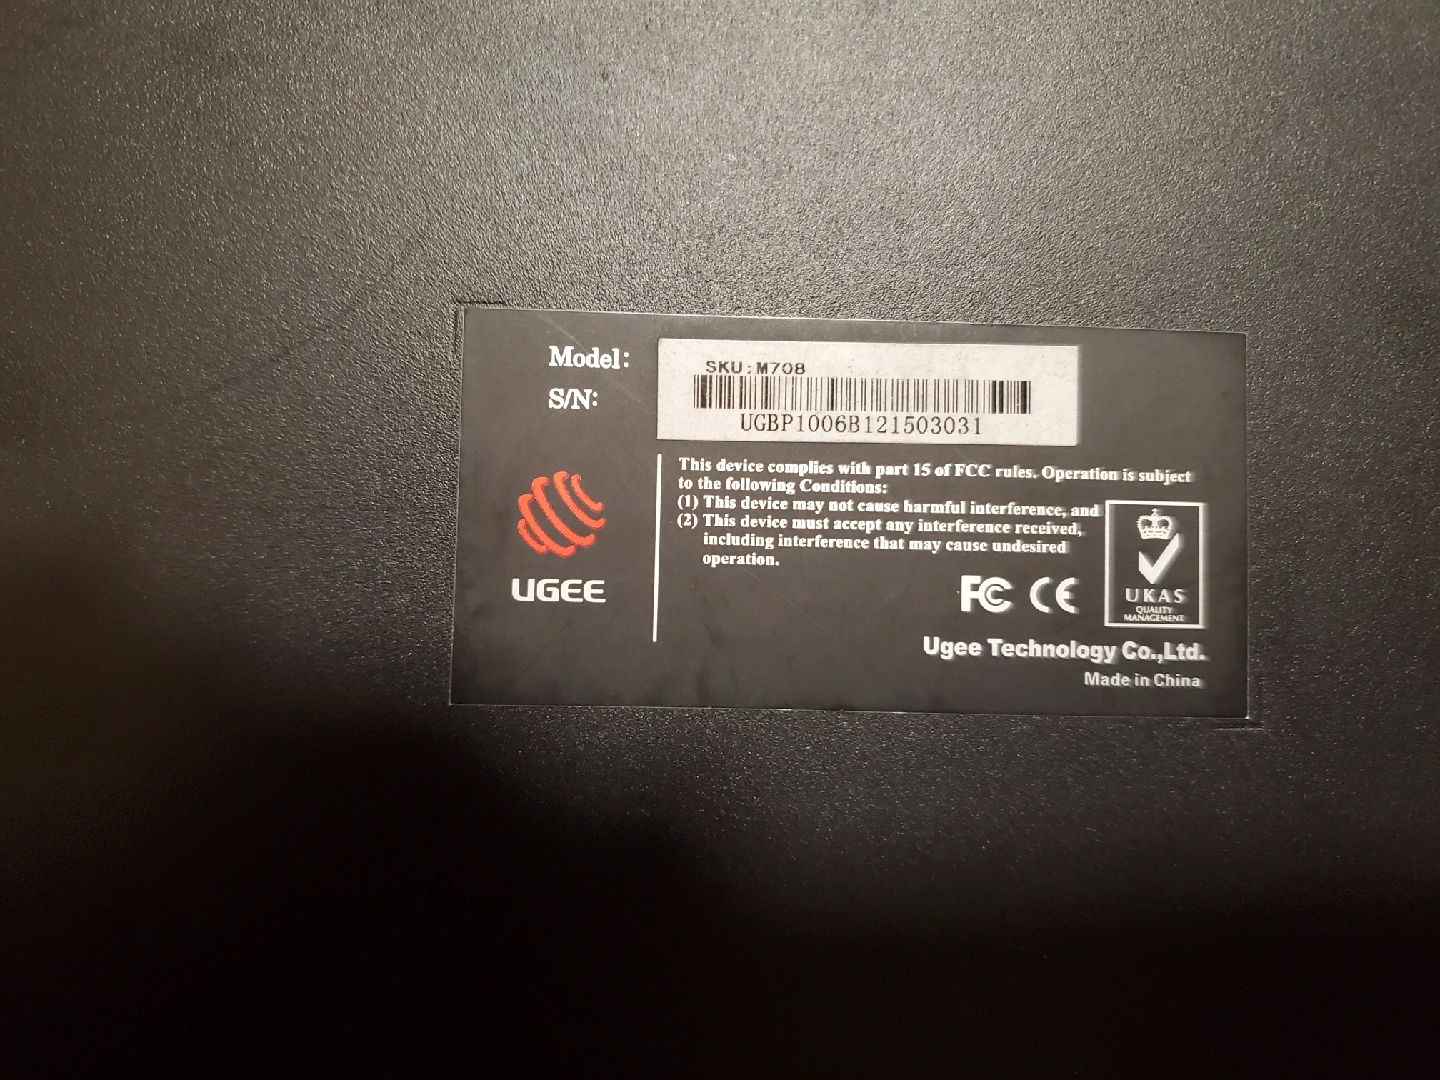 Model:
SKU:M708
S/N:
UGBP1006B121503031
UGEE
This device complies with part 15 of FCC rules. Operation is subject
to the following Conditions:
(1) This device may not cause harmful interference, and
(2) This device must accept any interference received,
including interference that may cause undesired
operation.
FC CE
UKAS
QUALITY
MANAGEMENT
Ugee Technology Co.,Ltd.
Made in China